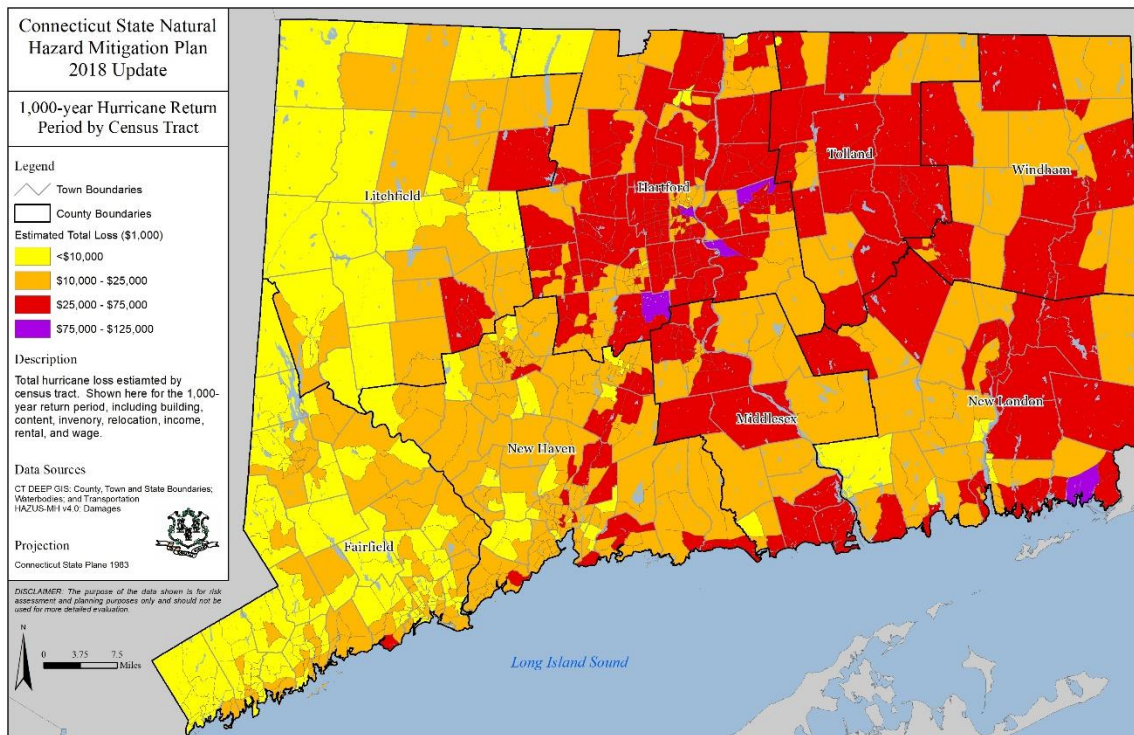 Connecticut State Natural
Hazard Mitigation Plan
2018 Update
1,000-year Hurricane Return
Period by Census Tract
Legend
Town Boundaries
County Boundaries
Estimated Total Loss ($1,000)
<$10,000
$10,000 - $25,000
$25,000 - $75,000
$75,000 - $125,000
Description
Total hurricane loss estiamted by
census tract. Shown here for the 1,000-
year return period, including building,
content, invenory, relocation, income,
rental, and wage.
Data Sources
CT DEEP GIS: County, Town and State Boundaries;
Waterbodies; and Transportation
HAZUS-MH v4.0: Damages
Projection
Connecticut State Plane 1983
DISCLAIMER: The purpose of the data shown is for risk
assessment and planning purposes only and should not be
used for more detailed evaluation.
N
0 3.75 7.5
Miles
Litchfield
Hartford
Tolland
Windham
New Haven
Middlesex
New London
Fairfield
Long Island Sound